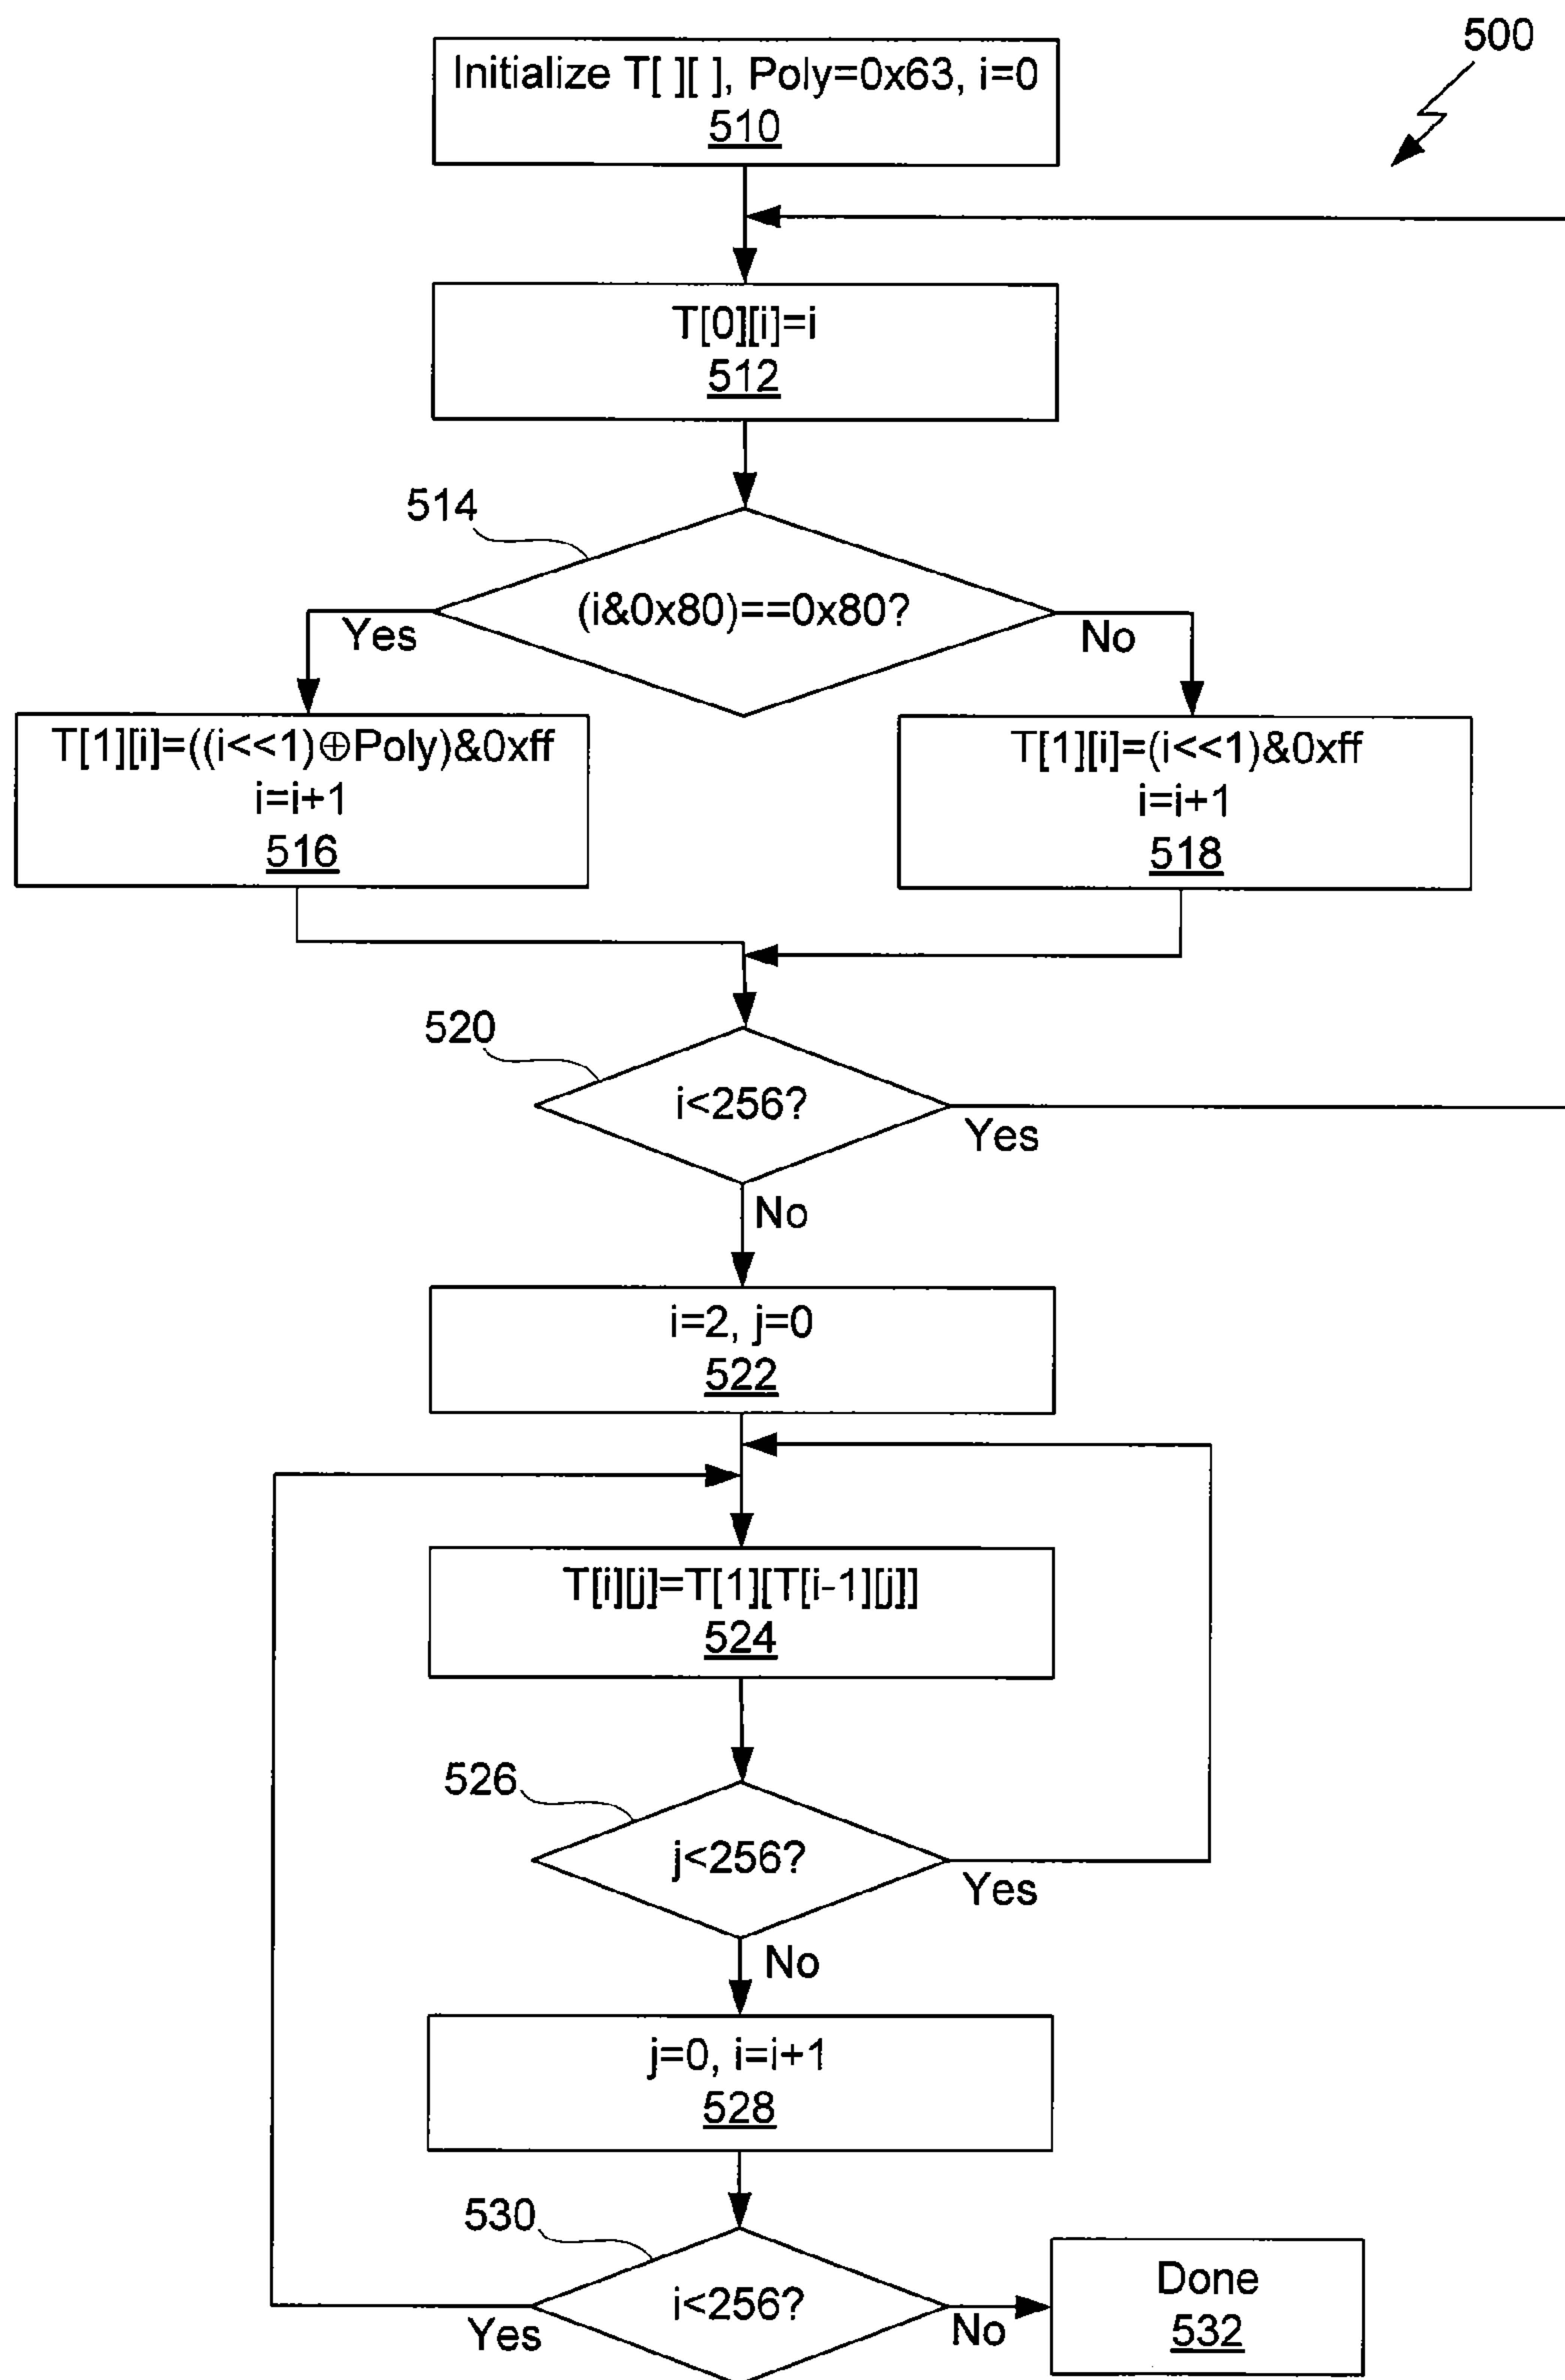 500
Initialize T[ ][ ], Poly=0x63, i=0
510
T[0][i]=i
512
514
(i&0x80)==0x80?
Yes
No
T[1][i]=((i<<1)⊕Poly)&0xff
i=i+1
516
T[1][i]=(i<<1)&0xff
i=i+1
518
520
i<256?
Yes
No
i=2, j=0
522
T[i][j]=T[1][T[i-1][j]]
524
526
j<256?
Yes
No
j=0, i=i+1
528
530
i<256?
Yes
No
Done
532